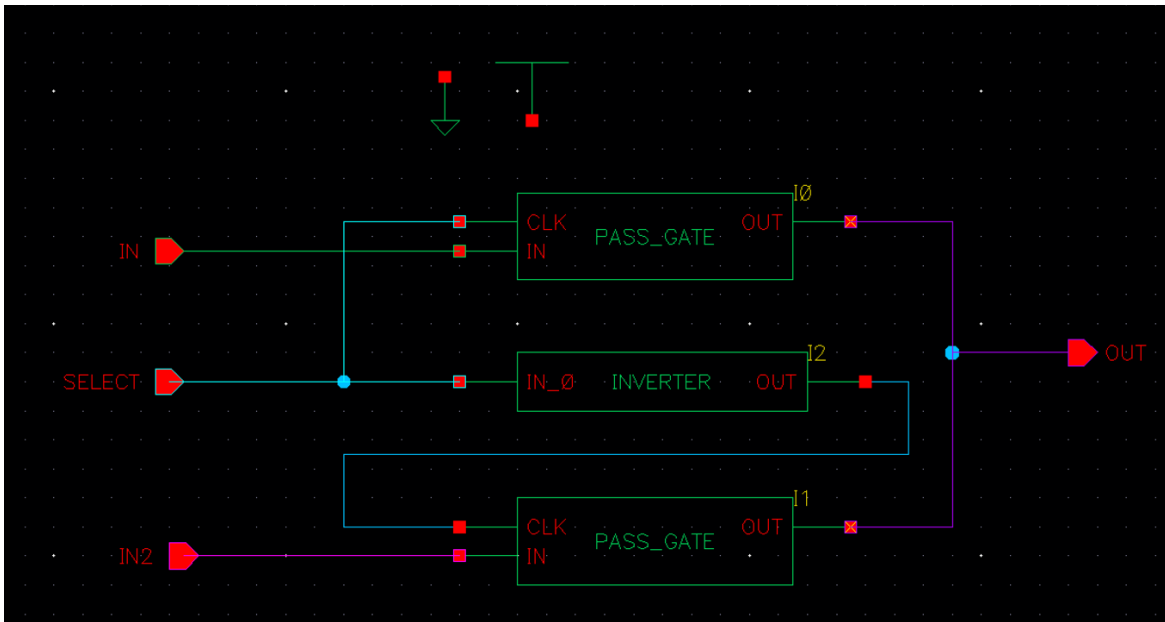 I0
CLK OUT
PASS_GATE
IN IN
I2
SELECT IN_0 INVERTER OUT OUT
I1
CLK OUT
PASS_GATE
IN2 IN